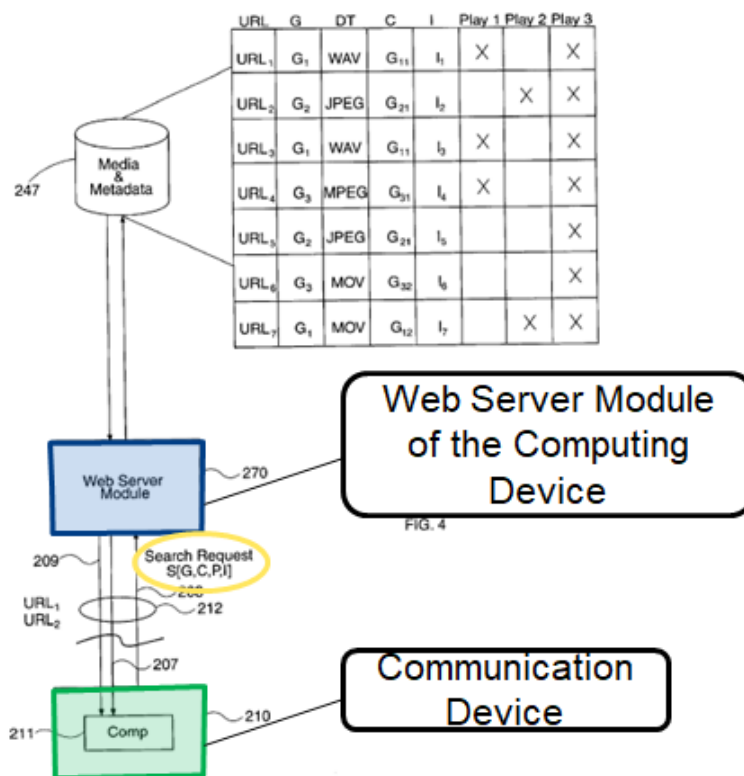 URL G DT C I Play 1 Play 2 Play 3
URL₁ G₁ WAV G₁₁ I₁ X X
URL₂ G₂ JPEG G₂₁ I₂ X X
URL₃ G₁ WAV G₁₁ I₃ X X
URL₄ G₃ MPEG G₃₁ I₄ X X
URL₅ G₂ JPEG G₂₁ I₅ X
URL₆ G₃ MOV G₃₂ I₆ X
URL₇ G₁ MOV G₁₂ I₇ X X
Media
&
Metadata
247
Web Server Module
of the Computing
Device
Web Server
Module
270
FIG. 4
209
Search Request
S[G,C,P,I]
URL₁
URL₂
212
207
Communication
Device
210
211
Comp